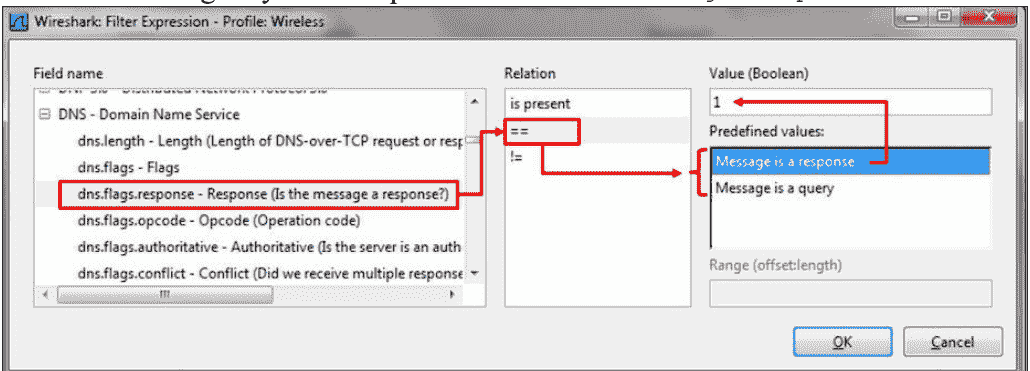 Wireshark: Filter Expression - Profile: Wireless
Field name
DNS - Domain Name Service
dns.length - Length (Length of DNS-over-TCP request or resp
dns.flags - Flags
dns.flags.response - Response (Is the message a response?)
dns.flags.opcode - Opcode (Operation code)
dns.flags.authoritative - Authoritative (Is the server is an auth
dns.flags.conflict - Conflict (Did we receive multiple response
Relation
is present
==
!=
Value (Boolean)
1
Predefined values:
Message is a response
Message is a query
Range (offset:length)
OK
Cancel